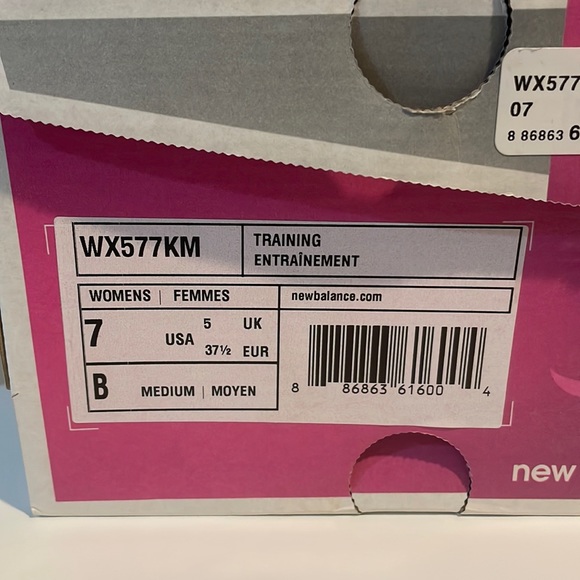 WX577
07
8 86863 6
WX577KM
TRAINING
ENTRAÎNEMENT
WOMENS | FEMMES
newbalance.com
7 USA 5 UK
37½ EUR
B MEDIUM | MOYEN
8 86863 61600 4
new